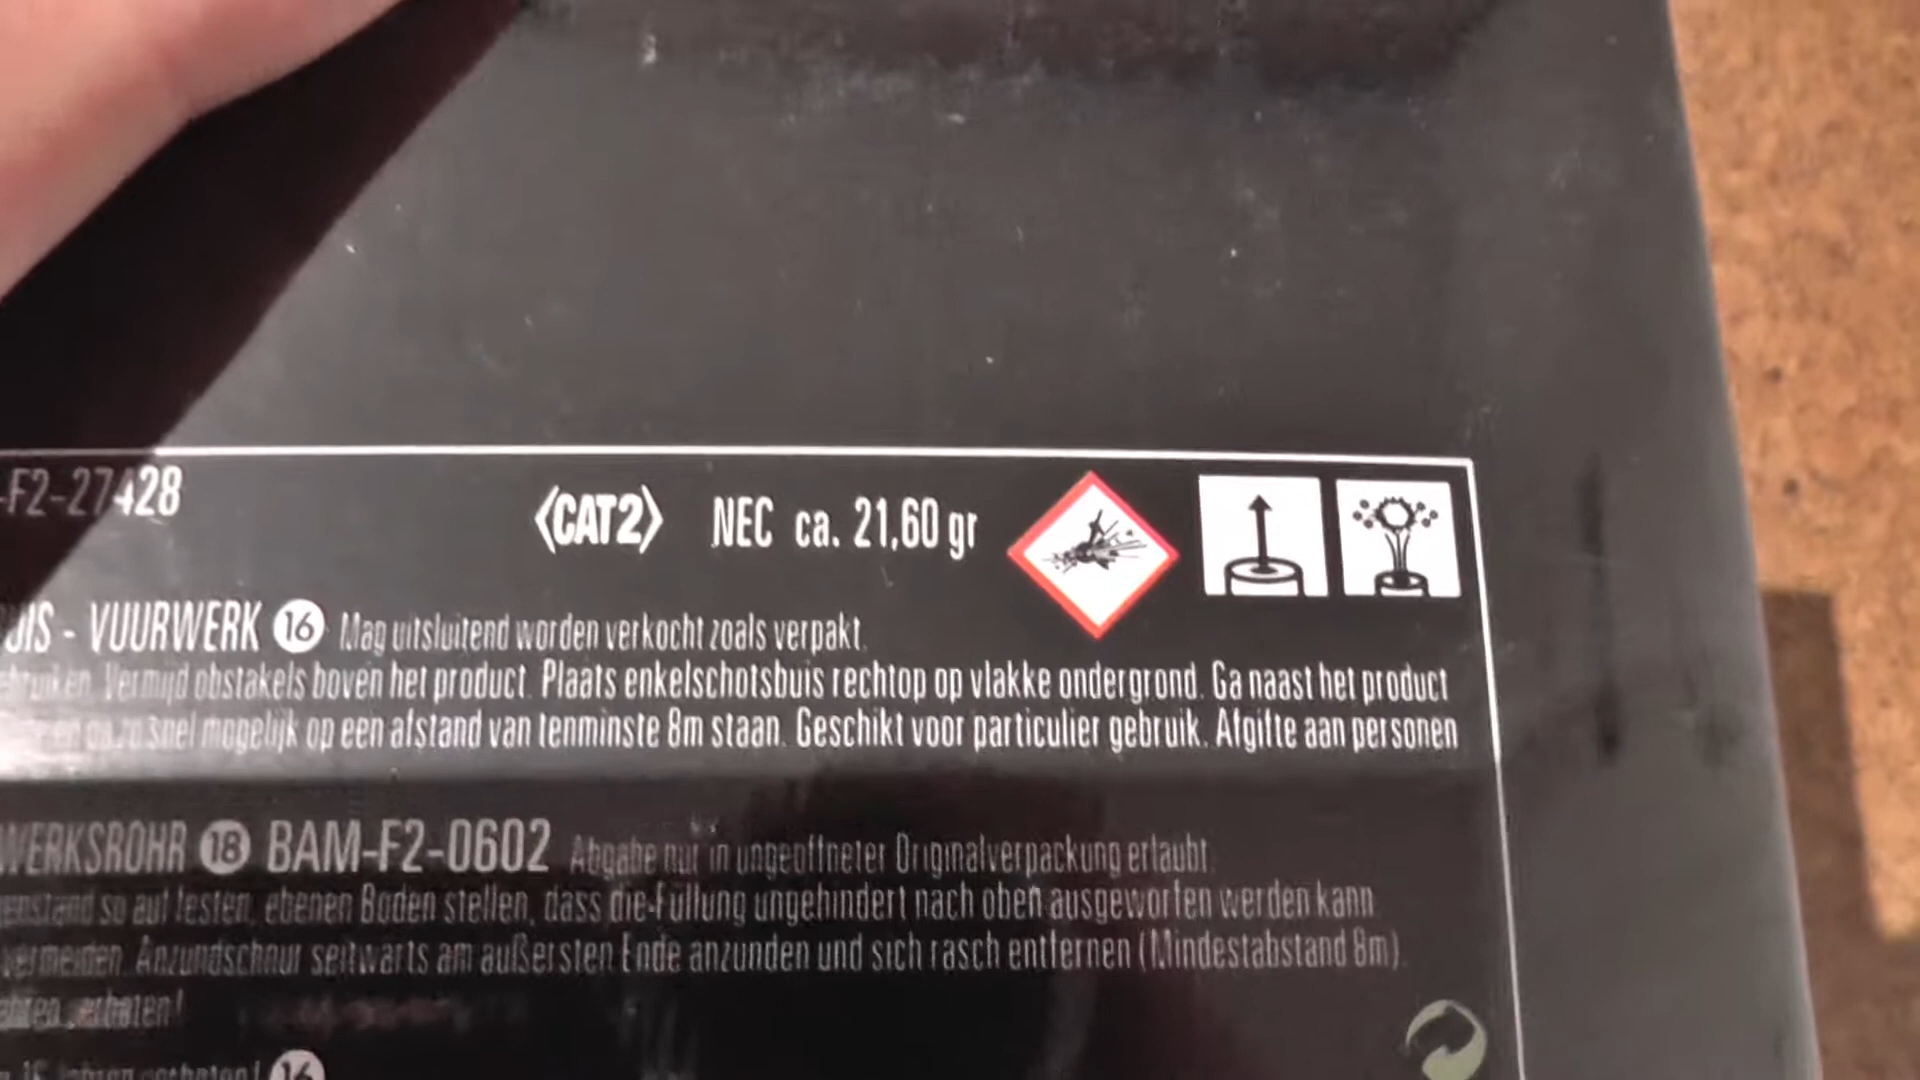 -F2-27428 <CAT2> NEC ca. 21,60 gr
UIS - VUURWERK 16 Mag uitsluitend worden verkocht zoals verpakt.
Vermijd obstakels boven het product. Plaats enkelschotsbuis rechtop op vlakke ondergrond. Ga naast het product
snel mogelijk op een afstand van tenminste 8m staan. Geschikt voor particulier gebruik. Afgifte aan personen
WERKSROHR 18 BAM-F2-0602 Abgabe nur in ungeöffneter Originalverpackung erlaubt.
enstand so auf festen, ebenen Boden stellen, dass die Füllung ungehindert nach oben ausgeworfen werden kann
vermeiden. Anzündschnur seitwärts am äußersten Ende anzünden und sich rasch entfernen (Mindestabstand 8m).
16